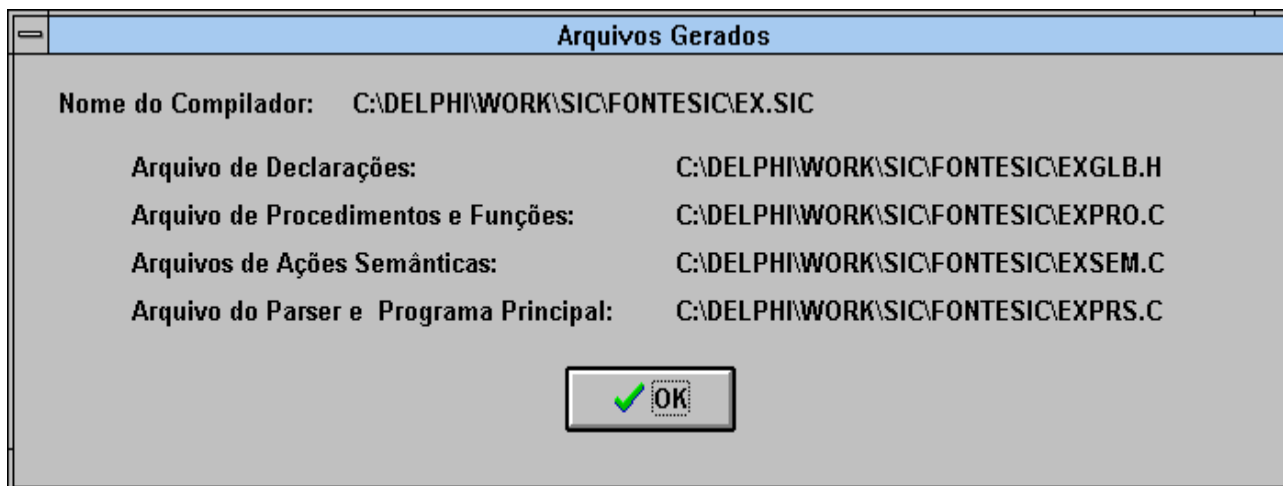 Arquivos Gerados
Nome do Compilador: C:\DELPHI\WORK\SIC\FONTESIC\EX.SIC
Arquivo de Declarações: C:\DELPHI\WORK\SIC\FONTESIC\EXGLB.H
Arquivo de Procedimentos e Funções: C:\DELPHI\WORK\SIC\FONTESIC\EXPRO.C
Arquivos de Ações Semânticas: C:\DELPHI\WORK\SIC\FONTESIC\EXSEM.C
Arquivo do Parser e Programa Principal: C:\DELPHI\WORK\SIC\FONTESIC\EXPRS.C
OK